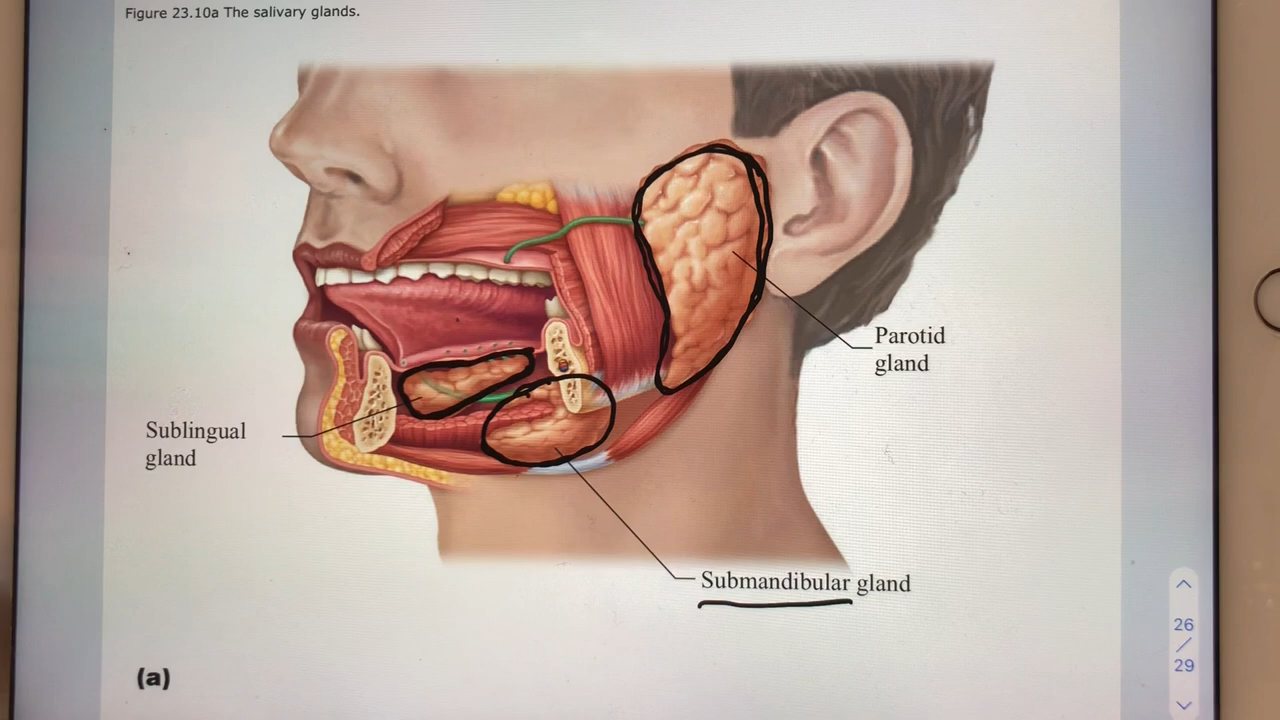 Figure 23.10a The salivary glands.
Parotid
gland
Sublingual
gland
Submandibular gland
(a)
26
/
29